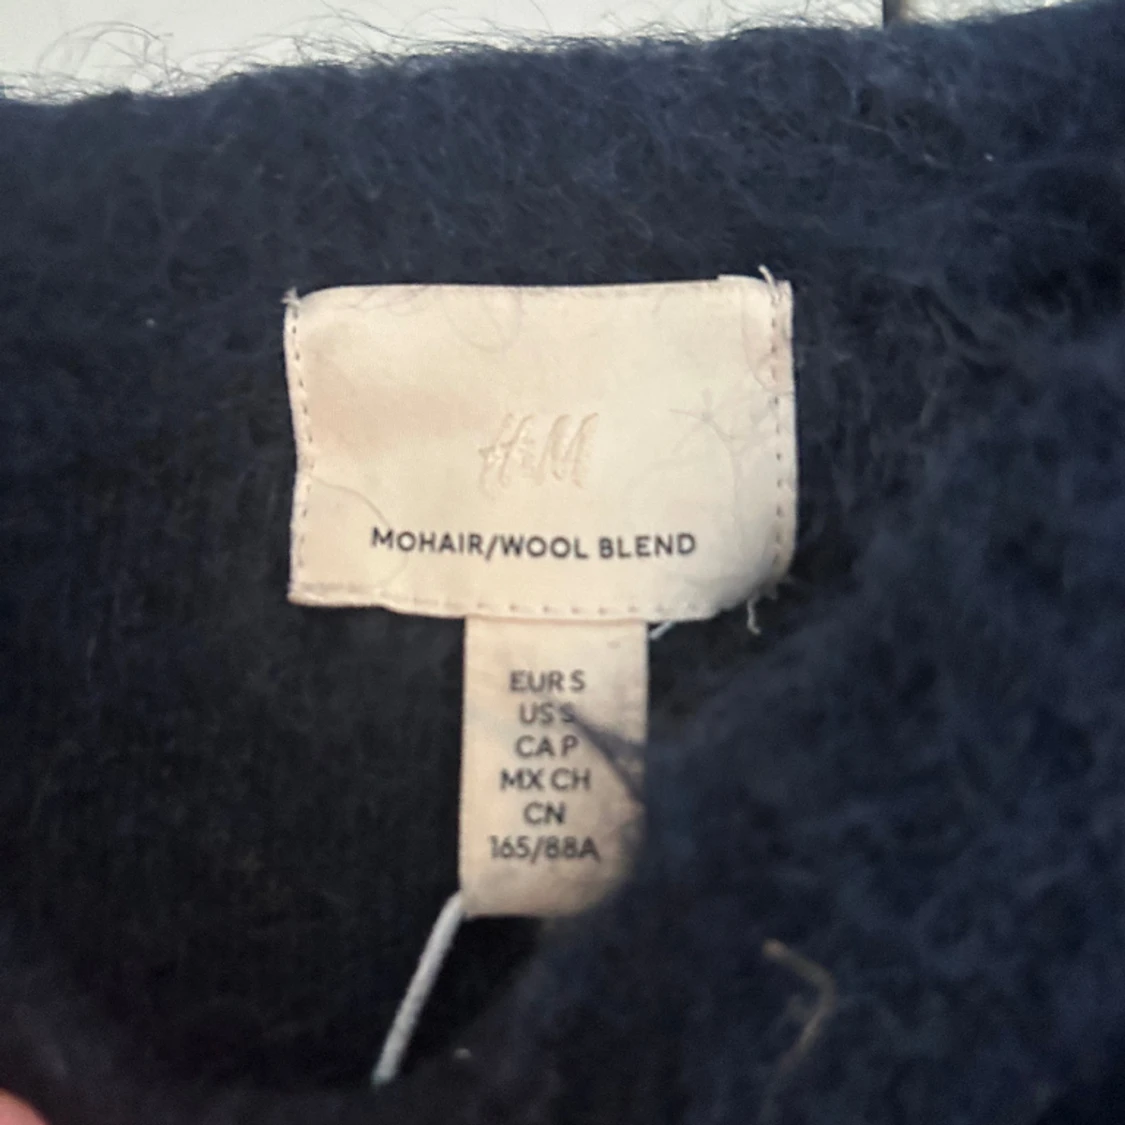 H&M
MOHAIR/WOOL BLEND
EUR S
US S
CA P
MX CH
CN
165/88A